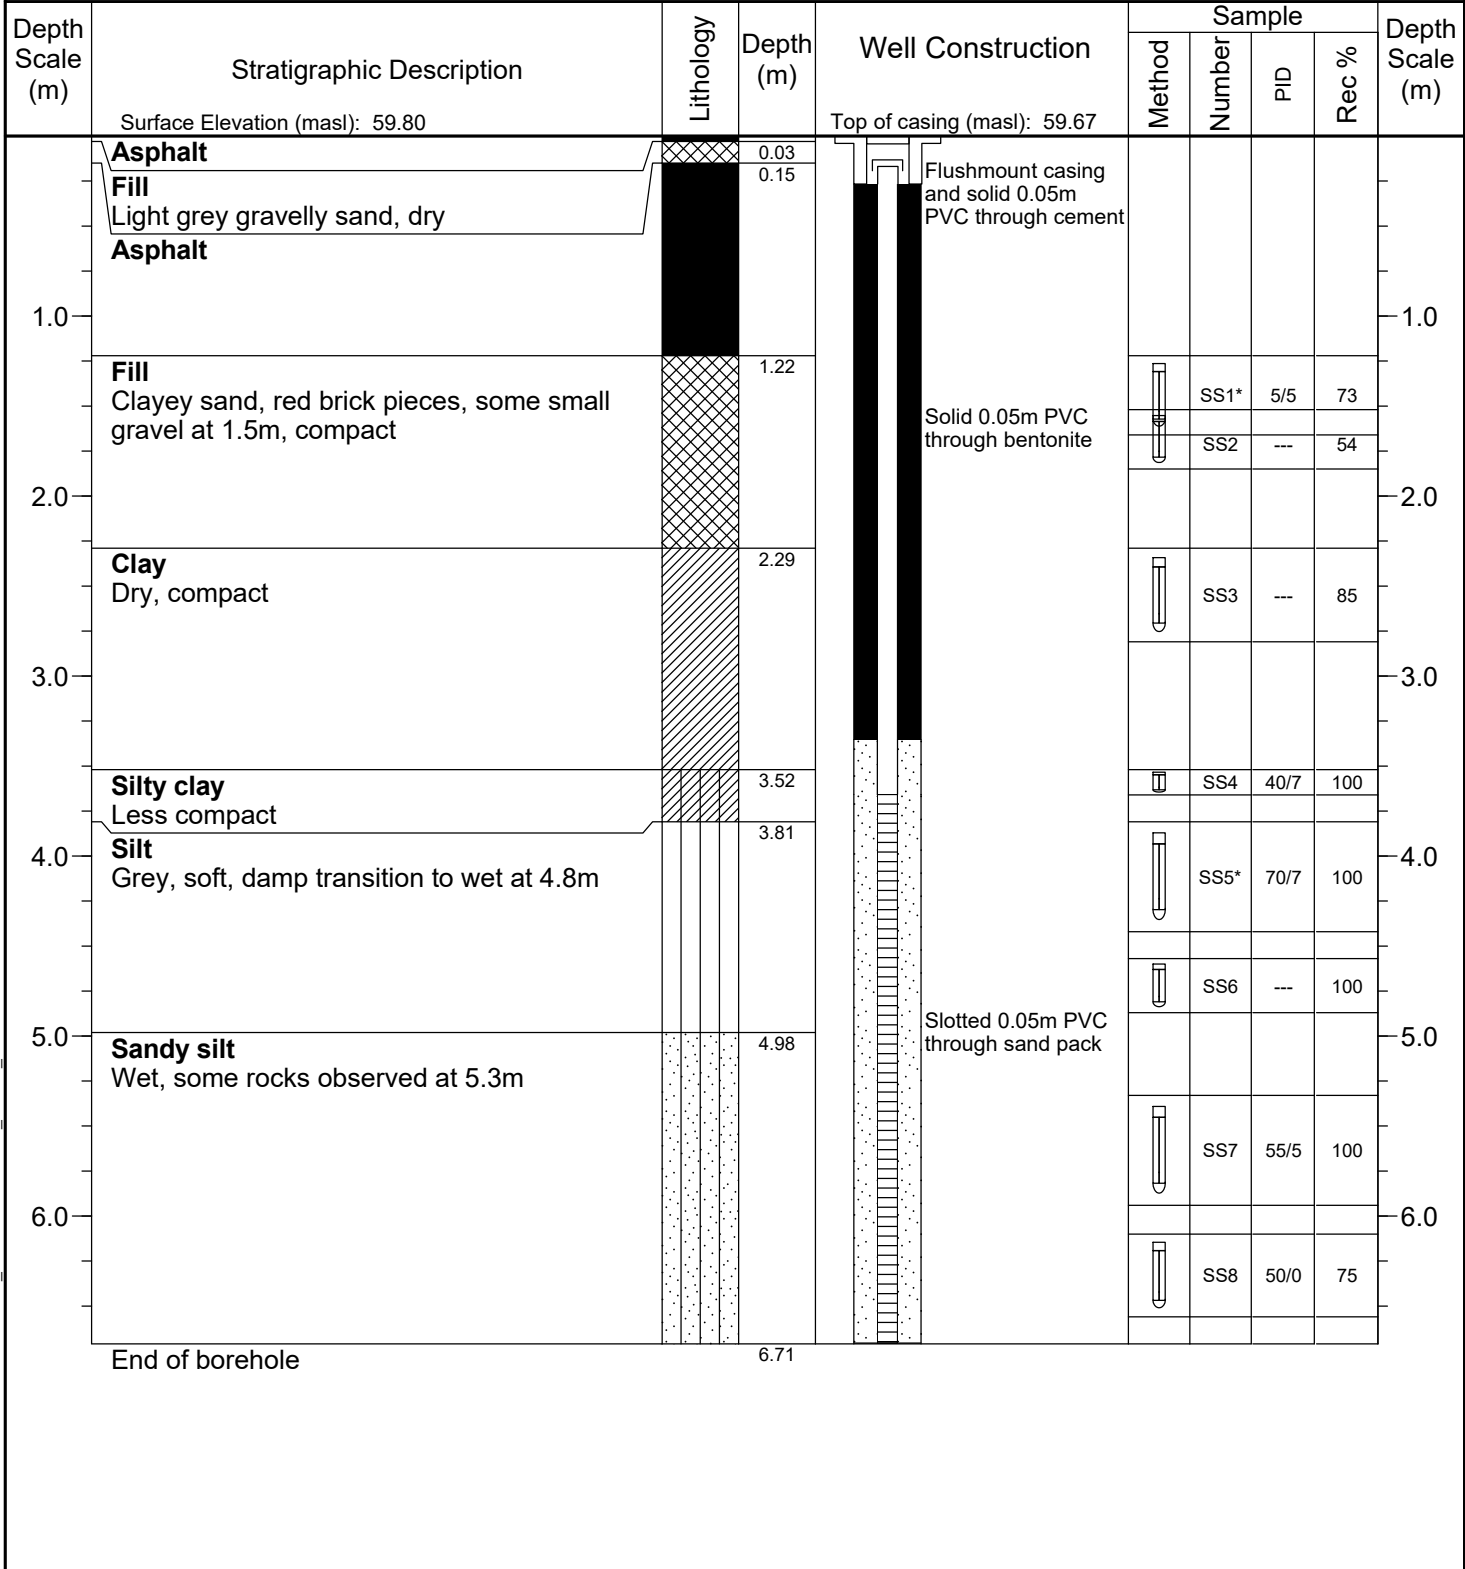 Depth
Scale
(m)
Stratigraphic Description
Surface Elevation (masl): 59.80
Lithology
Depth
(m)
Well Construction
Top of casing (masl): 59.67
Sample
Method
Number
PID
Rec %
Depth
Scale
(m)
Asphalt
0.03
Fill
Light grey gravelly sand, dry
0.15
Asphalt
Flushmount casing
and solid 0.05m
PVC through cement
1.0
1.0
Fill
Clayey sand, red brick pieces, some small
gravel at 1.5m, compact
1.22
SS1* 5/5 73
Solid 0.05m PVC
through bentonite
SS2 --- 54
2.0
2.0
Clay
Dry, compact
2.29
SS3 --- 85
3.0
3.0
Silty clay
Less compact
3.52
SS4 40/7 100
Silt
Grey, soft, damp transition to wet at 4.8m
3.81
4.0
4.0
SS5* 70/7 100
SS6 --- 100
Slotted 0.05m PVC
through sand pack
5.0
5.0
Sandy silt
Wet, some rocks observed at 5.3m
4.98
SS7 55/5 100
6.0
6.0
SS8 50/0 75
End of borehole
6.71